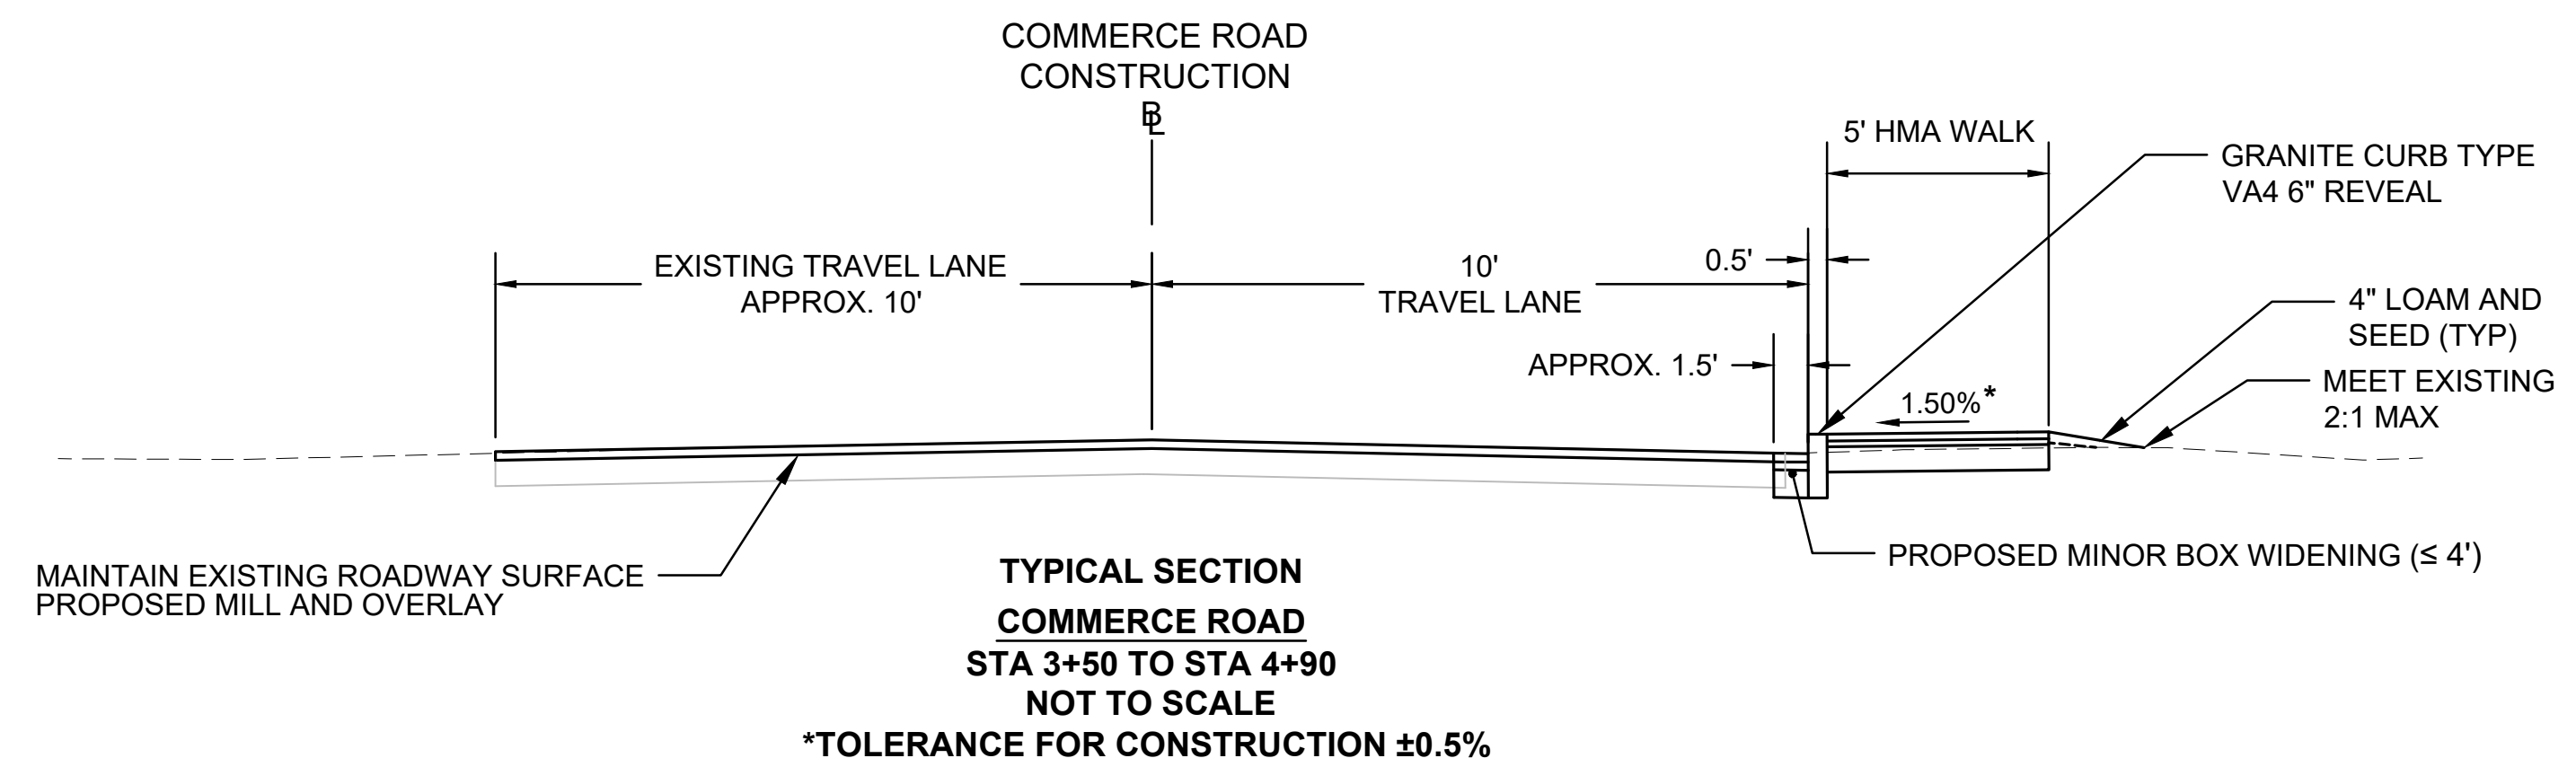 COMMERCE ROAD
CONSTRUCTION
BL
5' HMA WALK
GRANITE CURB TYPE
VA4 6" REVEAL
EXISTING TRAVEL LANE
APPROX. 10'
10'
TRAVEL LANE
0.5'
4" LOAM AND
SEED (TYP)
APPROX. 1.5'
MEET EXISTING
2:1 MAX
1.50%*
MAINTAIN EXISTING ROADWAY SURFACE
PROPOSED MILL AND OVERLAY
PROPOSED MINOR BOX WIDENING (≤ 4')
TYPICAL SECTION
COMMERCE ROAD
STA 3+50 TO STA 4+90
NOT TO SCALE
*TOLERANCE FOR CONSTRUCTION ±0.5%